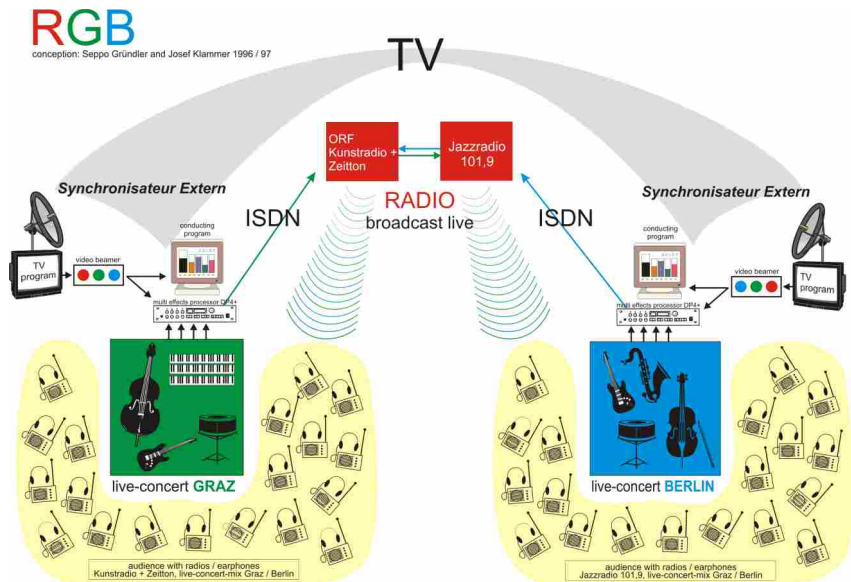 RGB
conception: Seppo Gründler and Josef Klammer 1996 / 97
TV
ORF
Kunstradio +
Zeitton
Jazzradio
101,9
Synchronisateur Extern
Synchronisateur Extern
RADIO
broadcast live
ISDN
ISDN
conducting
program
conducting
program
TV
program
video beamer
video beamer
TV
program
multi effects processor DP4+
multi effects processor DP4+
live-concert GRAZ
live-concert BERLIN
audience with radios / earphones
Kunstradio + Zeitton, live-concert-mix Graz / Berlin
audience with radios / earphones
Jazzradio 101,9, live-concert-mix Graz / Berlin